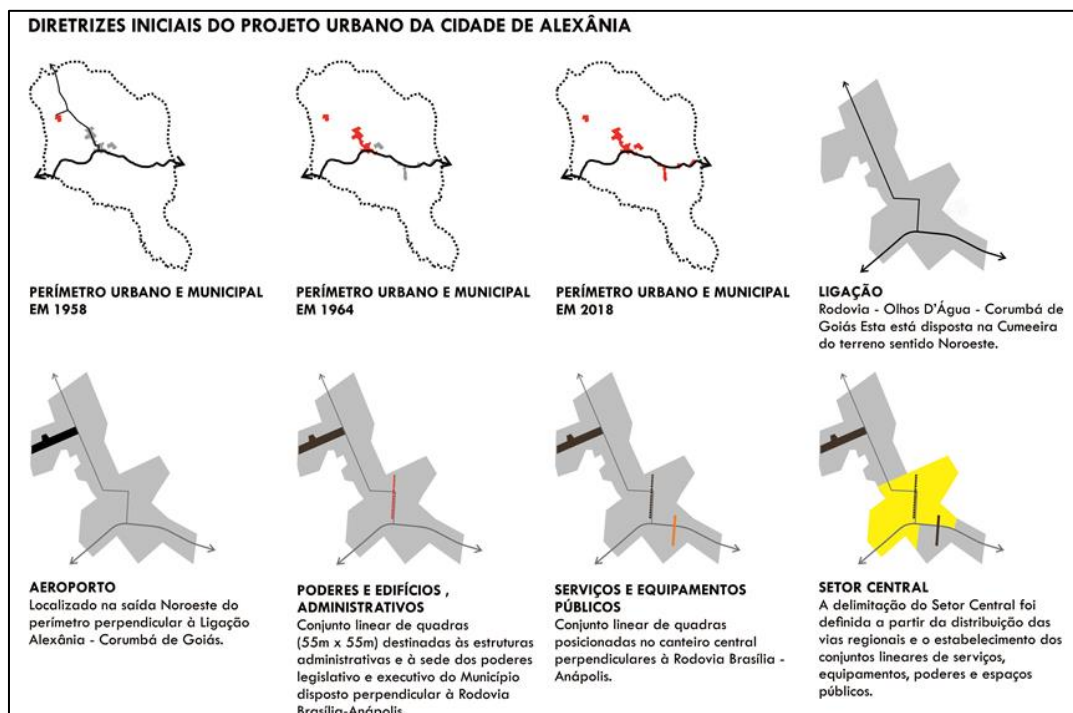 DIRETRIZES INICIAIS DO PROJETO URBANO DA CIDADE DE ALEXÂNIA
PERÍMETRO URBANO E MUNICIPAL
EM 1958
PERÍMETRO URBANO E MUNICIPAL
EM 1964
PERÍMETRO URBANO E MUNICIPAL
EM 2018
LIGAÇÃO
Rodovia - Olhos D'Água - Corumbá de
Goiás Esta está disposta na Cumeeira
do terreno sentido Noroeste.
AEROPORTO
Localizado na saída Noroeste do
perímetro perpendicular à Ligação
Alexânia - Corumbá de Goiás.
PODERES E EDIFÍCIOS ,
ADMINISTRATIVOS
Conjunto linear de quadras
(55m x 55m) destinadas às estruturas
administrativas e à sede dos poderes
legislativo e executivo do Município
disposto perpendicular à Rodovia
Brasília-Anápolis.
SERVIÇOS E EQUIPAMENTOS
PÚBLICOS
Conjunto linear de quadras
posicionadas no canteiro central
perpendiculares à Rodovia Brasília -
Anápolis.
SETOR CENTRAL
A delimitação do Setor Central foi
definida a partir da distribuição das
vias regionais e o estabelecimento dos
conjuntos lineares de serviços,
equipamentos, poderes e espaços
públicos.